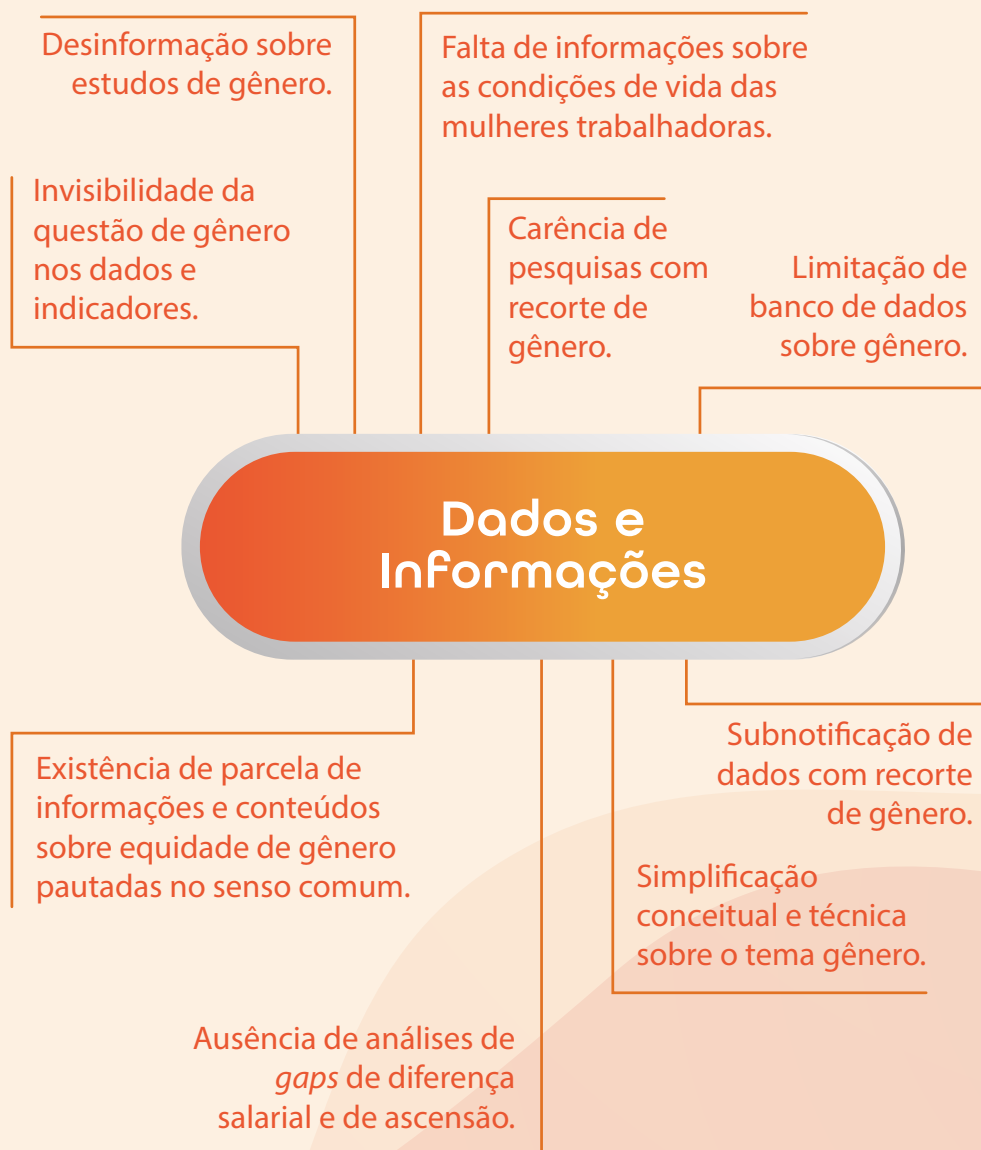 Desinformação sobre
estudos de gênero.
Falta de informações sobre
as condições de vida das
mulheres trabalhadoras.
Invisibilidade da
questão de gênero
nos dados e
indicadores.
Carência de
pesquisas com
recorte de
gênero.
Limitação de
banco de dados
sobre gênero.
Dados e
Informações
Existência de parcela de
informações e conteúdos
sobre equidade de gênero
pautadas no senso comum.
Subnotificação de
dados com recorte
de gênero.
Simplificação
conceitual e técnica
sobre o tema gênero.
Ausência de análises de
gaps de diferença
salarial e de ascensão.